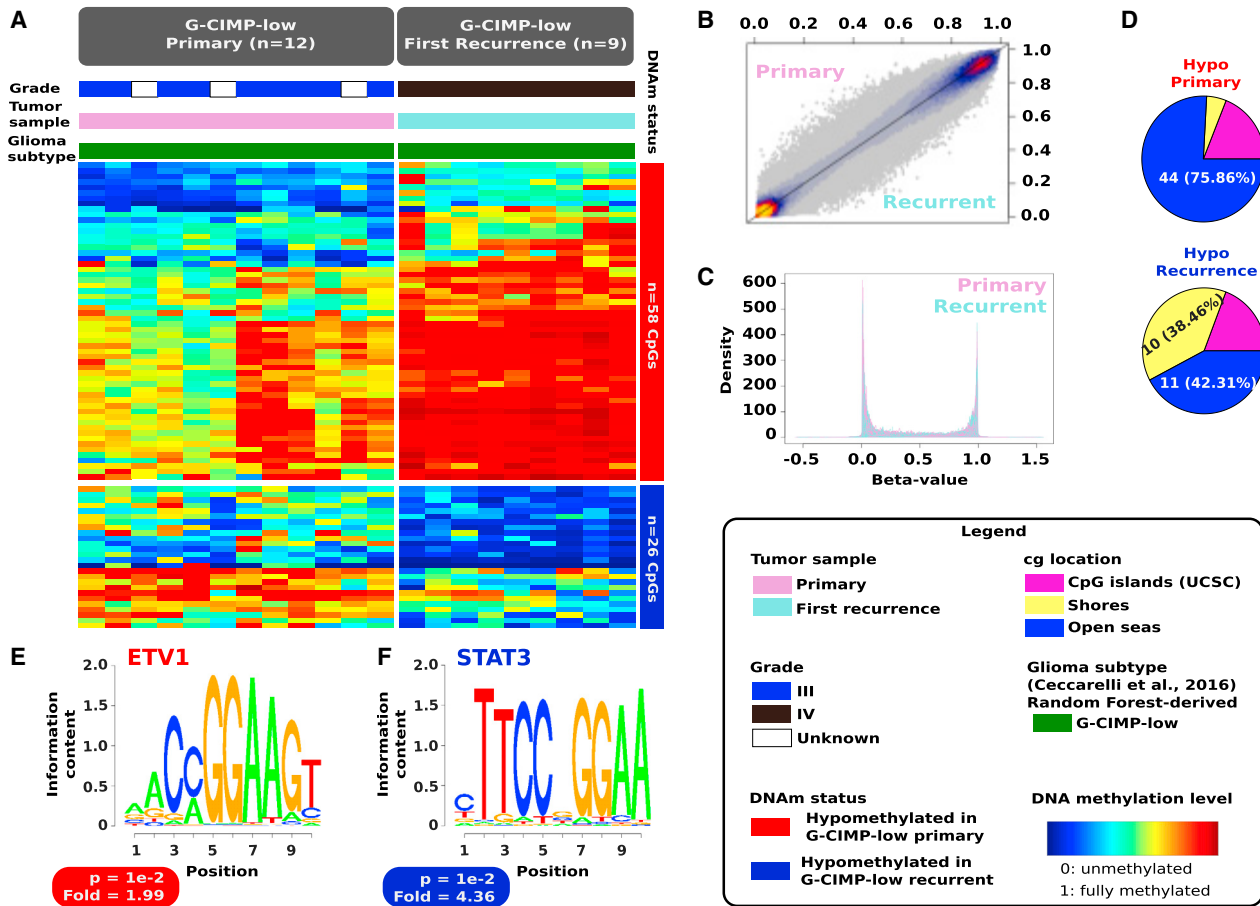 A
G-CIMP-low
Primary (n=12)
G-CIMP-low
First Recurrence (n=9)
DNAm status
Grade
Tumor
sample
Glioma
subtype
n=58 CpGs
n=26 CpGs
B
0.0 0.2 0.4 0.6 0.8 1.0
Primary
Recurrent
1.0
0.8
0.6
0.4
0.2
0.0
C
Primary
Recurrent
Density
600
500
400
300
200
100
0
-0.5 0.0 0.5 1.0 1.5
Beta-value
D
Hypo
Primary
44 (75.86%)
Hypo
Recurrence
10 (38.46%)
11 (42.31%)
E
ETV1
Information
content
2.0
1.5
1.0
0.5
0
1 3 5 7 9
Position
p = 1e-2
Fold = 1.99
F
STAT3
Information
content
2.0
1.5
1.0
0.5
0
1 3 5 7 9
Position
p = 1e-2
Fold = 4.36
Legend
Tumor sample
Primary
First recurrence
cg location
CpG islands (UCSC)
Shores
Open seas
Grade
III
IV
Unknown
Glioma subtype
(Ceccarelli et al., 2016)
Random Forest-derived
G-CIMP-low
DNAm status
Hypomethylated in
G-CIMP-low primary
Hypomethylated in
G-CIMP-low recurrent
DNA methylation level
0: unmethylated
1: fully methylated